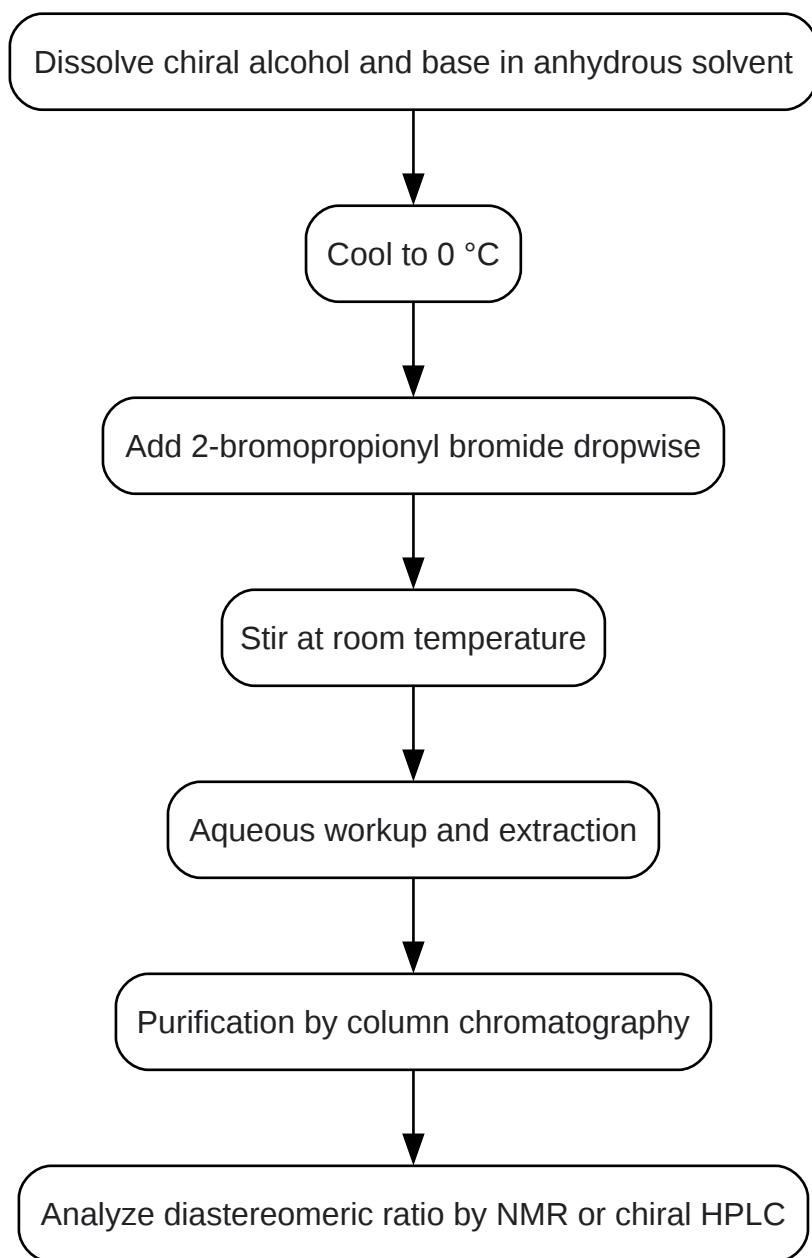 Dissolve chiral alcohol and base in anhydrous solvent
Cool to 0 °C
Add 2-bromopropionyl bromide dropwise
Stir at room temperature
Aqueous workup and extraction
Purification by column chromatography
Analyze diastereomeric ratio by NMR or chiral HPLC